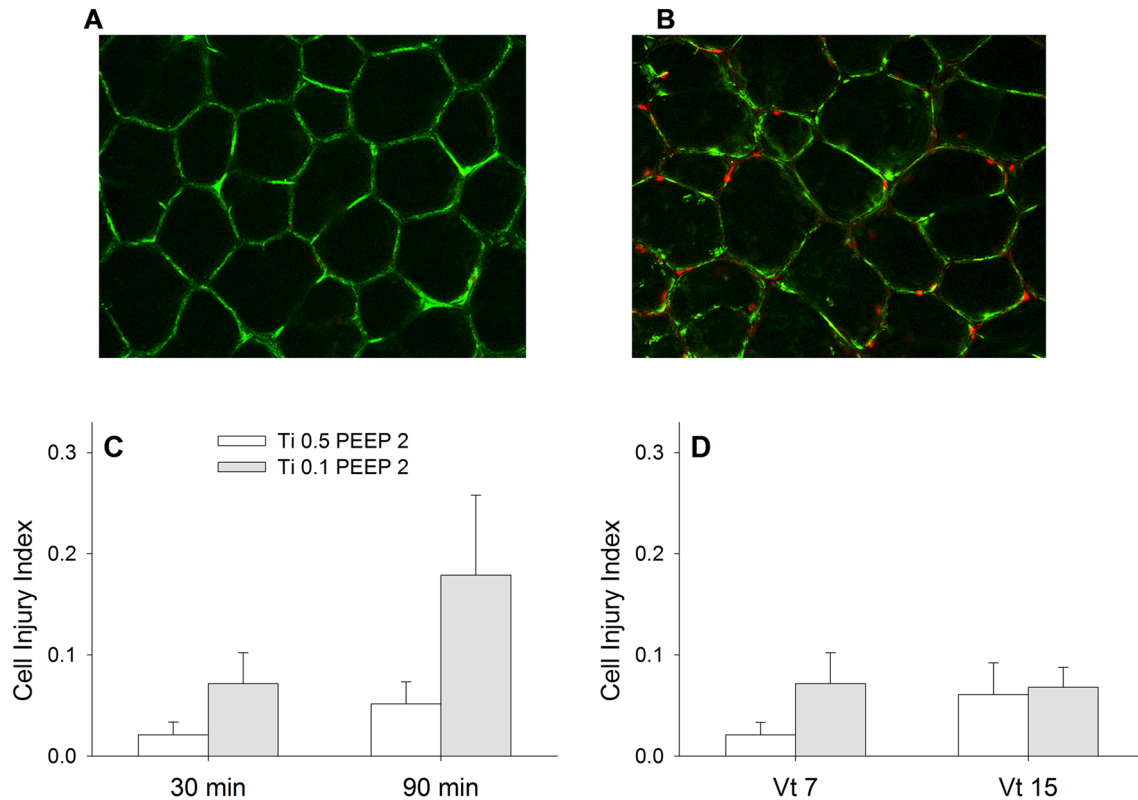 A
B
C
Ti 0.5 PEEP 2
Ti 0.1 PEEP 2
Cell Injury Index
0.3
0.2
0.1
0.0
30 min
90 min
D
Cell Injury Index
0.3
0.2
0.1
0.0
Vt 7
Vt 15